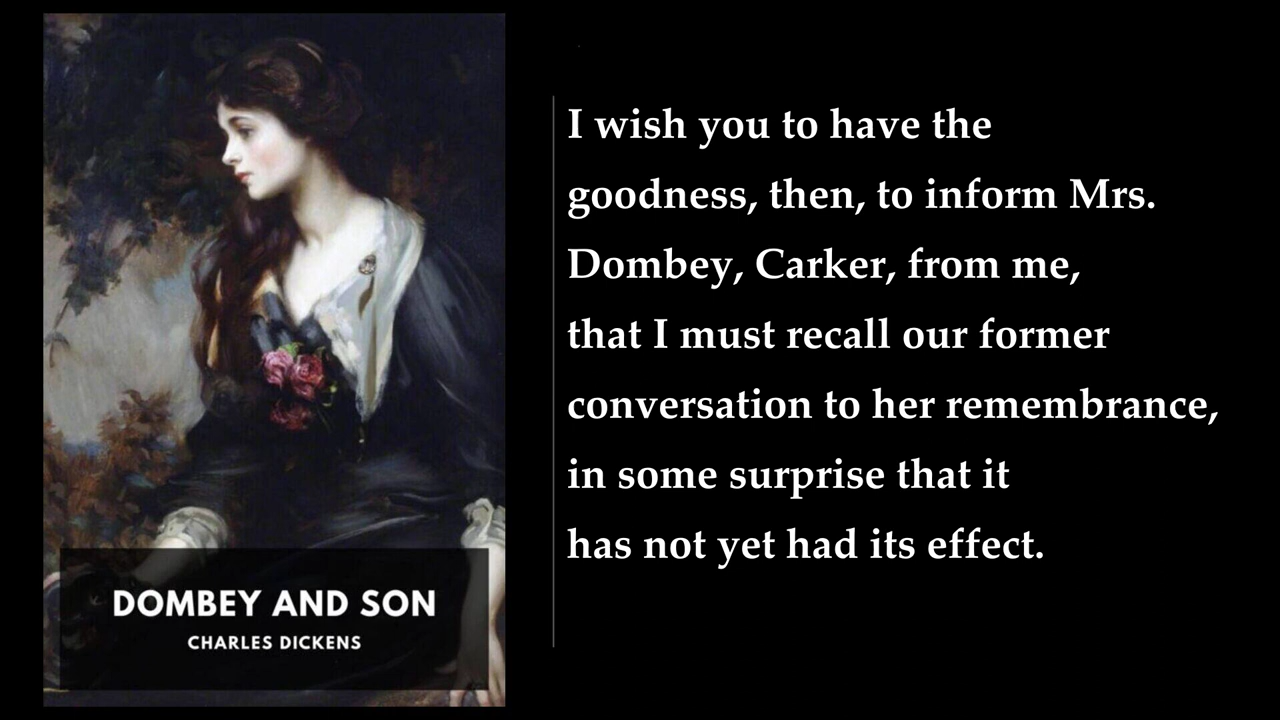 DOMBEY AND SON
CHARLES DICKENS
I wish you to have the
goodness, then, to inform Mrs.
Dombey, Carker, from me,
that I must recall our former
conversation to her remembrance,
in some surprise that it
has not yet had its effect.